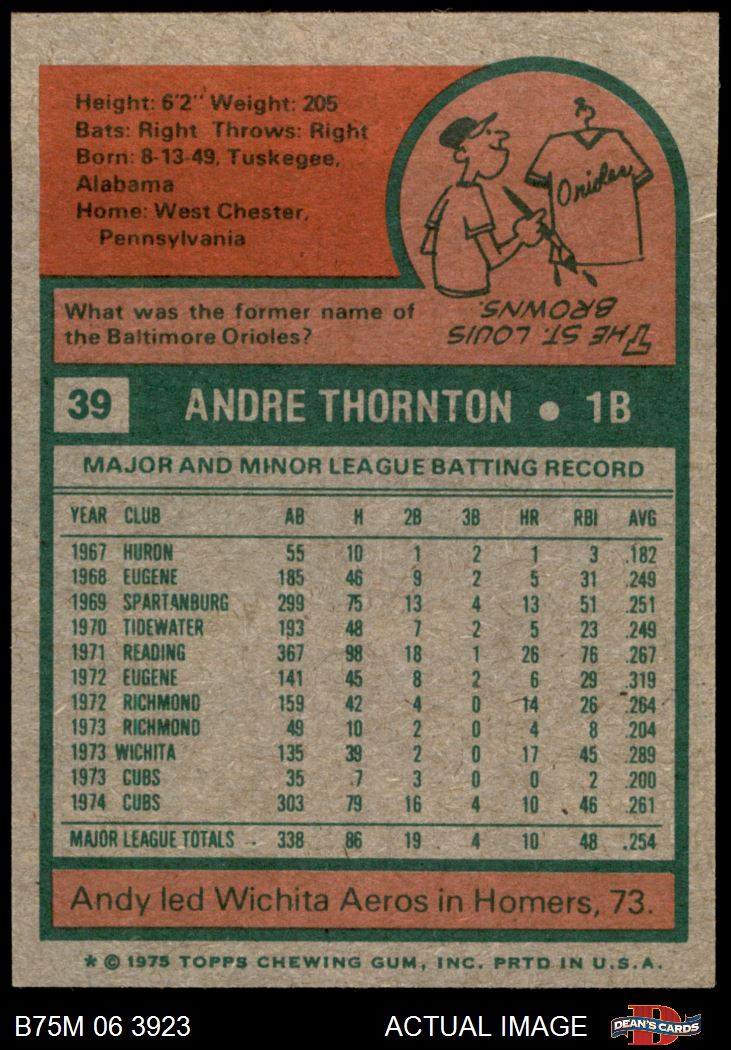 Height: 6'2" Weight: 205
Bats: Right Throws: Right
Born: 8-13-49, Tuskegee,
Alabama
Home: West Chester,
Pennsylvania
Orioles
THE ST. LOUIS
BROWNS.
What was the former name of
the Baltimore Orioles?
39 ANDRE THORNTON • 1B
MAJOR AND MINOR LEAGUE BATTING RECORD
YEAR CLUB AB H 2B 3B HR RBI AVG
1967 HURON 55 10 1 2 1 3 .182
1968 EUGENE 185 46 9 2 5 31 .249
1969 SPARTANBURG 299 75 13 4 13 51 .251
1970 TIDEWATER 193 48 7 2 5 23 .249
1971 READING 367 98 18 1 26 76 .267
1972 EUGENE 141 45 8 2 6 29 .319
1972 RICHMOND 159 42 4 0 14 26 .264
1973 RICHMOND 49 10 2 0 4 8 .204
1973 WICHITA 135 39 2 0 17 45 .289
1973 CUBS 35 7 3 0 0 2 .200
1974 CUBS 303 79 16 4 10 46 .261
MAJOR LEAGUE TOTALS 338 86 19 4 10 48 .254
Andy led Wichita Aeros in Homers, 73.
* © 1975 TOPPS CHEWING GUM, INC. PRTD IN U.S.A.
B75M 06 3923 ACTUAL IMAGE D DEAN'S CARDS